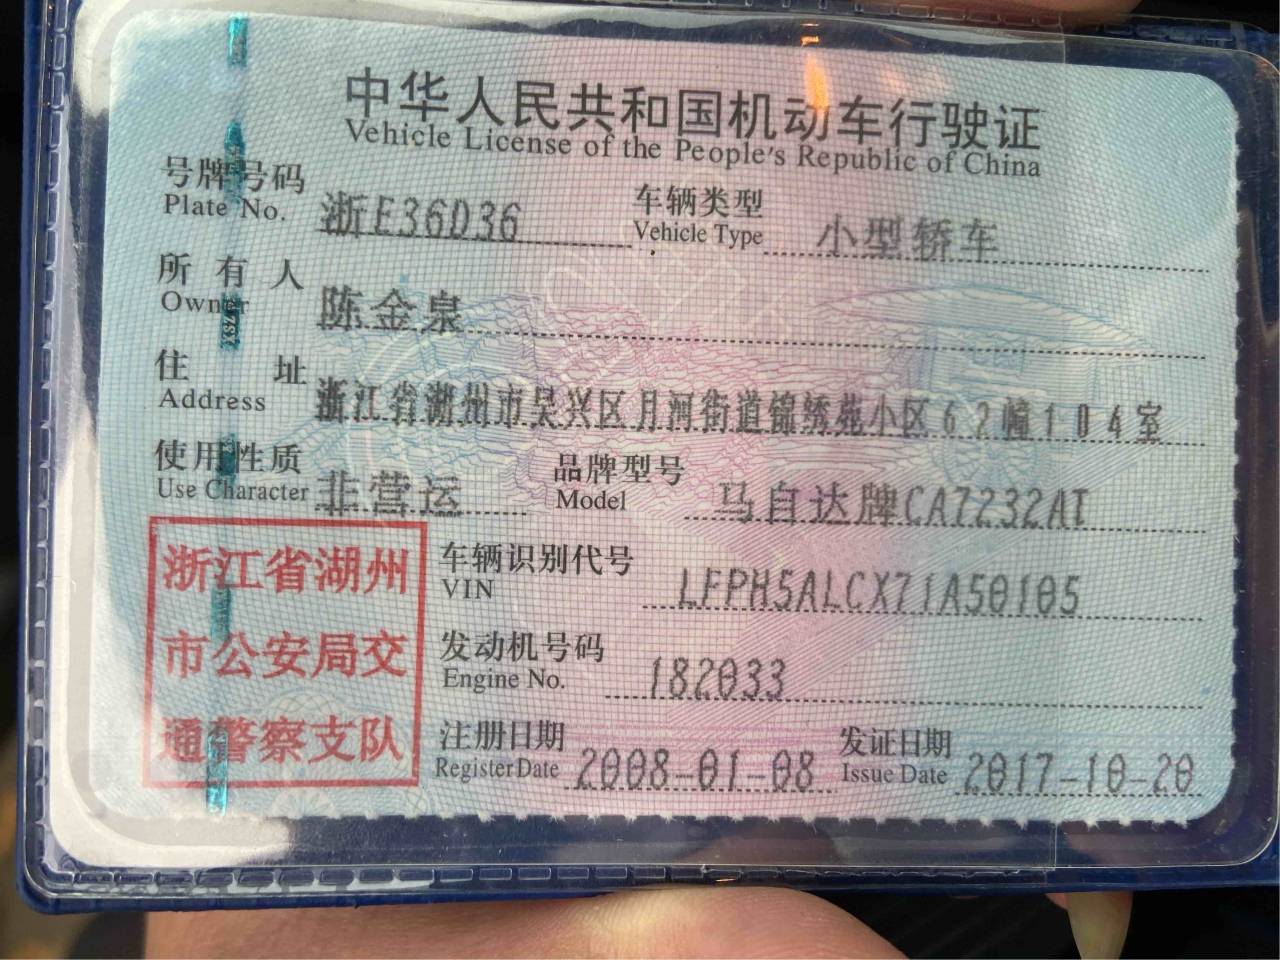 中华人民共和国机动车行驶证
Vehicle License of the People's Republic of China
号牌号码 浙E36D36 车辆类型 小型轿车
Plate No. Vehicle Type
所有人 陈金泉
Owner
住址 浙江省湖州市吴兴区月河街道锦绣苑小区62幢104室
Address
使用性质 非营运 品牌型号 马自达牌CA7232AT
Use Character Model
浙江省湖州
市公安局交
通警察支队
车辆识别代号 LFPH5ALCX71A50105
VIN
发动机号码 182033
Engine No.
注册日期 2008-01-08 发证日期 2017-10-20
Register Date Issue Date